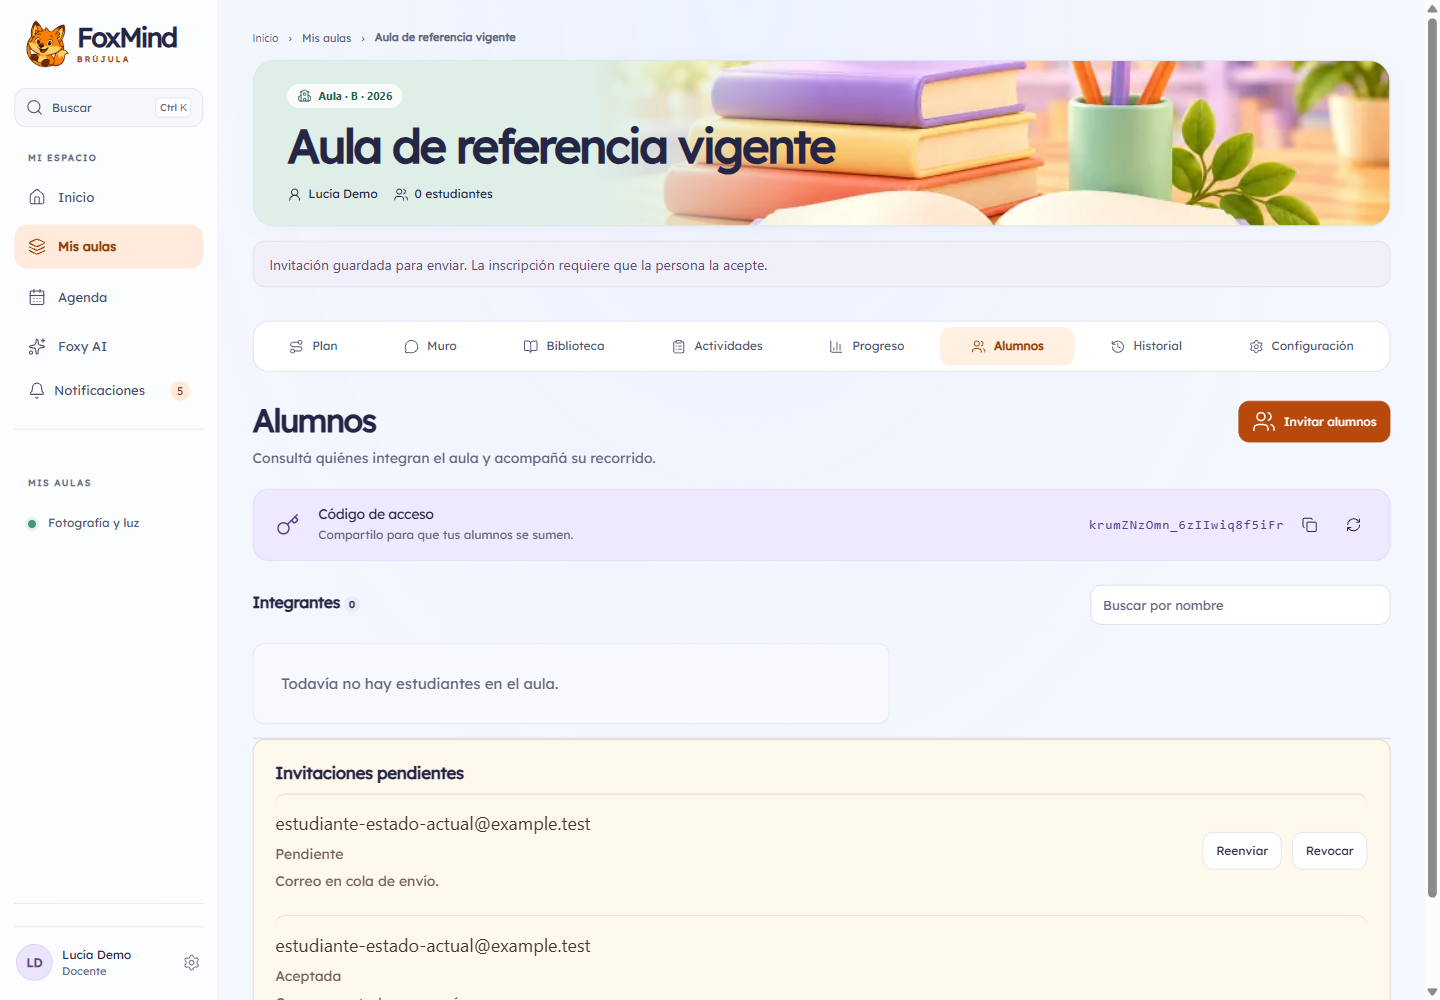 FoxMind
BRÚJULA
Buscar
Ctrl K
MI ESPACIO
Inicio
Mis aulas
Agenda
Foxy AI
Notificaciones 5
MIS AULAS
Fotografía y luz
LD
Lucía Demo
Docente
Inicio › Mis aulas › Aula de referencia vigente
Aula · B · 2026
Aula de referencia vigente
Lucía Demo 0 estudiantes
Invitación guardada para enviar. La inscripción requiere que la persona la acepte.
Plan Muro Biblioteca Actividades Progreso Alumnos Historial Configuración
Alumnos
Invitar alumnos
Consultá quiénes integran el aula y acompañá su recorrido.
Código de acceso
Compartilo para que tus alumnos se sumen.
krumZNzOmn_6zIIwiq8f5iFr
Integrantes 0
Buscar por nombre
Todavía no hay estudiantes en el aula.
Invitaciones pendientes
estudiante-estado-actual@example.test
Pendiente
Correo en cola de envío.
Reenviar Revocar
estudiante-estado-actual@example.test
Aceptada